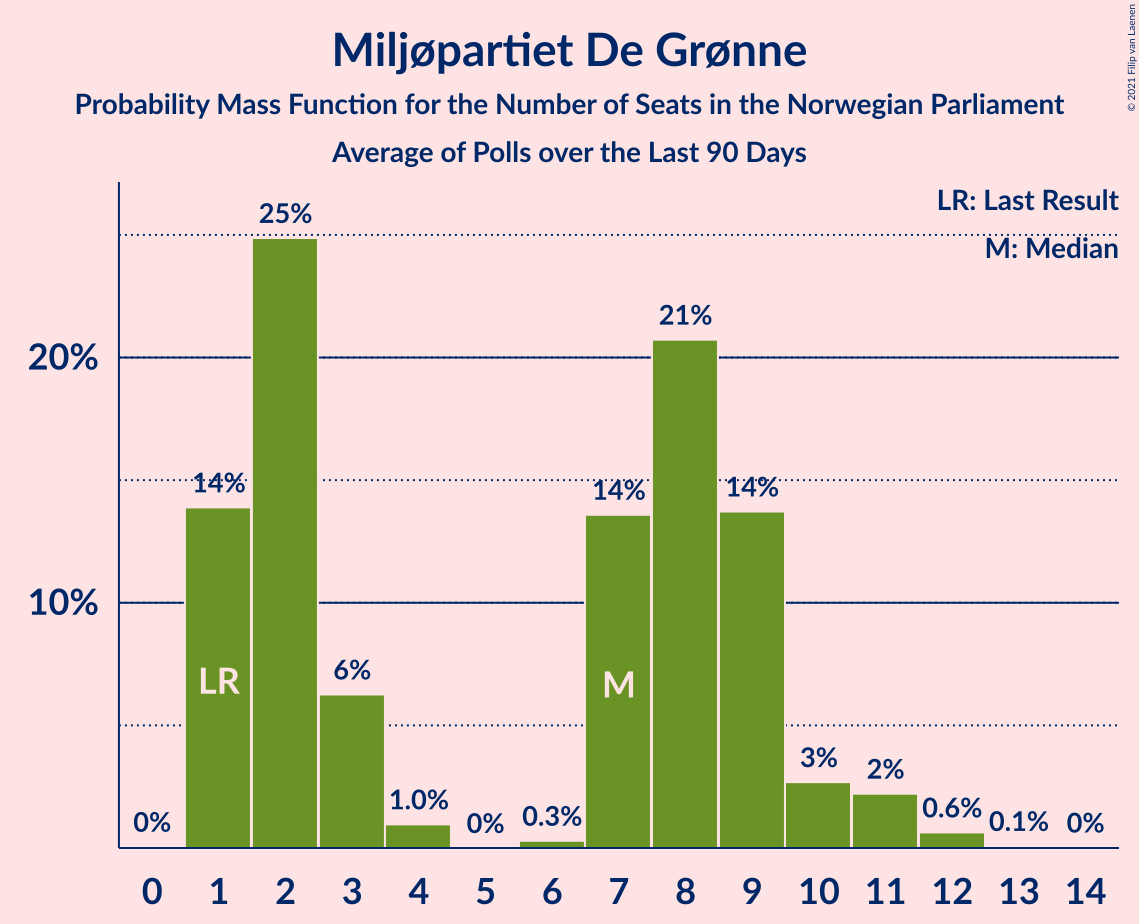 Miljøpartiet De Grønne
Probability Mass Function for the Number of Seats in the Norwegian Parliament
Average of Polls over the Last 90 Days
© 2021 Filip van Laenen
LR: Last Result
M: Median
20%
10%
0%
14%
25%
6%
1.0%
0%
0.3%
14%
21%
14%
3%
2%
0.6%
0.1%
0%
LR
M
0 1 2 3 4 5 6 7 8 9 10 11 12 13 14